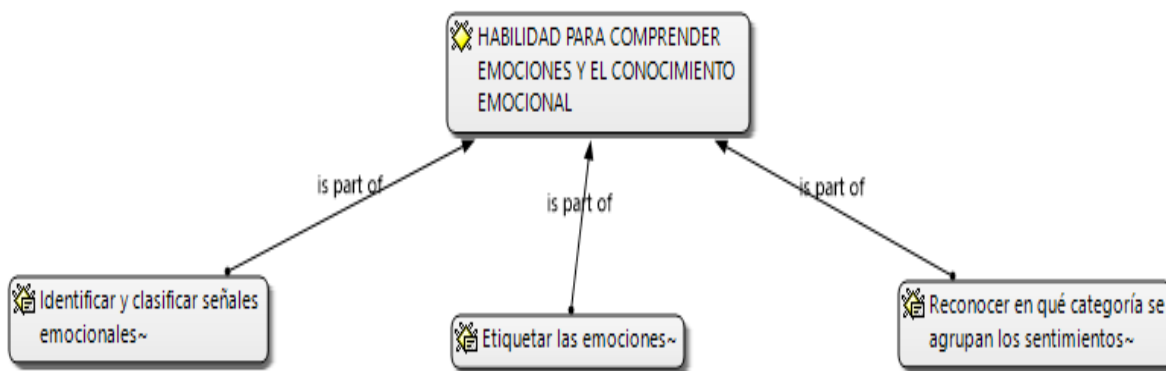 HABILIDAD PARA COMPRENDER
EMOCIONES Y EL CONOCIMIENTO
EMOCIONAL
is part of
is part of
is part of
Identificar y clasificar señales
emocionales~
Etiquetar las emociones~
Reconocer en qué categoría se
agrupan los sentimientos~